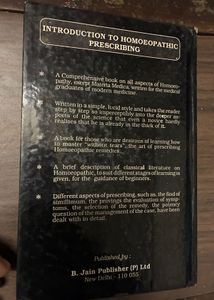 INTRODUCTION TO HOMOEOPATHIC
PRESCRIBING
* A Comprehensive book on all aspects of Homoeo-
pathy, except Materia Medica, written for the medical
graduates of modern medicine.
* Written in a simple, lucid style and takes the reader
step by step so imperceptibly into the deeper as-
pects of the science that even a novice hardly
realises that he is already in the thick of it.
* A book for those who are desirous of learning how
to master "without tears", the art of prescribing
Homoeopathic remedies.
* A brief description of classical literature on
Homoeopathic, to suit different stages of learning is
given, for the guidance of beginners.
* Different aspects of prescribing, such as, the find of
simillimum, the provings the evaluation of symp-
toms, the selection of the remedy, the potency
question of the management of the case, have been
dealt with in detail.
Published by :
B. Jain Publisher (P) Ltd
New Delhi - 110 055